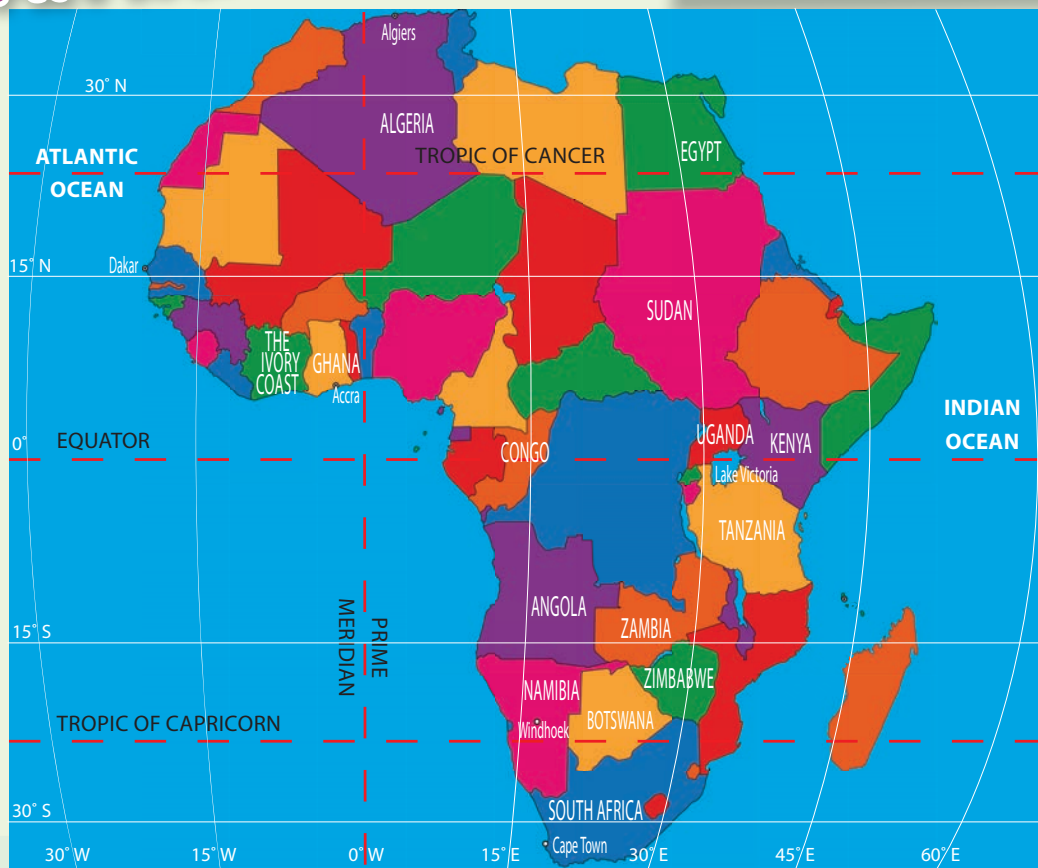 Algiers
30° N
ALGERIA
ATLANTIC
OCEAN
TROPIC OF CANCER
EGYPT
Dakar
15° N
SUDAN
THE
IVORY
COAST
GHANA
Accra
INDIAN
OCEAN
EQUATOR
0°
CONGO
UGANDA
KENYA
Lake Victoria
TANZANIA
ANGOLA
ZAMBIA
PRIME
MERIDIAN
15° S
NAMIBIA
ZIMBABWE
BOTSWANA
Windhoek
TROPIC OF CAPRICORN
SOUTH AFRICA
30° S
Cape Town
30°W
15°W
0°W
15°E
30°E
45°E
60°E